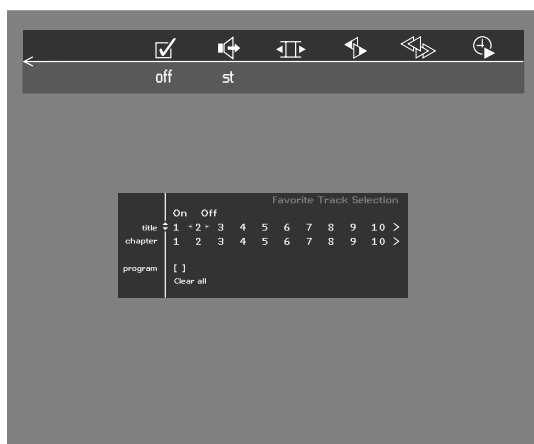 off st
Favorite Track Selection
On Off
title 1 2 3 4 5 6 7 8 9 10 >
chapter 1 2 3 4 5 6 7 8 9 10 >
program [ ]
Clear all